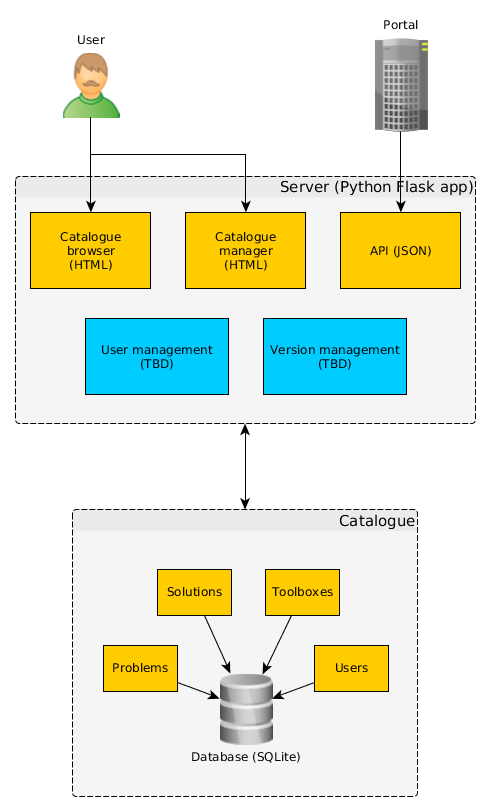 User
Portal
Server (Python Flask app)
Catalogue
browser
(HTML)
Catalogue
manager
(HTML)
API (JSON)
User management
(TBD)
Version management
(TBD)
Catalogue
Solutions
Toolboxes
Problems
Users
Database (SQLite)